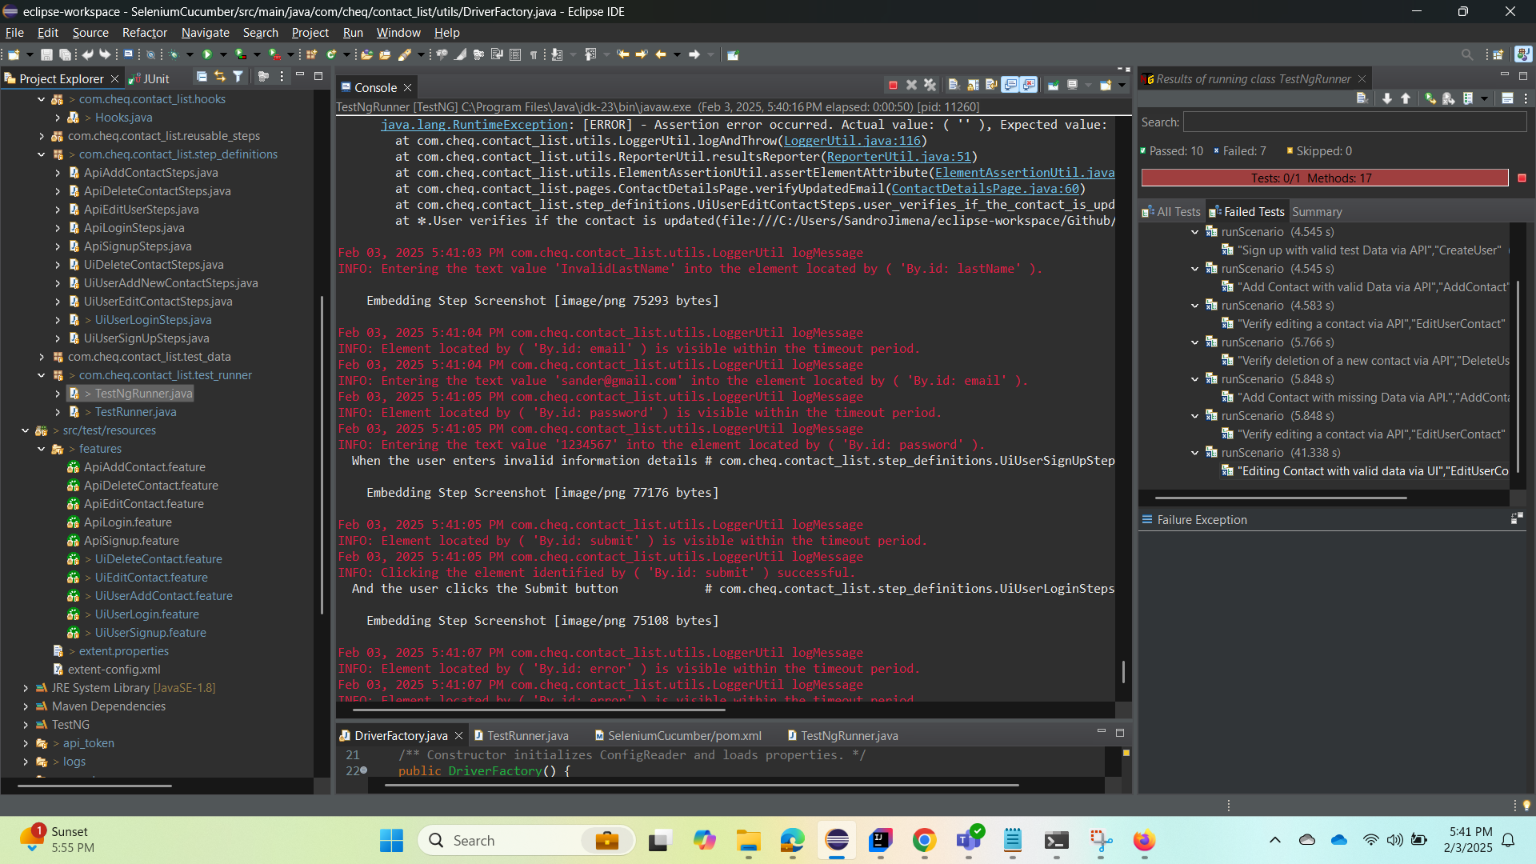 eclipse-workspace - SeleniumCucumber/src/main/java/com/cheq/contact_list/utils/DriverFactory.java - Eclipse IDE
File Edit Source Refactor Navigate Search Project Run Window Help
Project Explorer
JUnit
com.cheq.contact_list.hooks
> Hooks.java
com.cheq.contact_list.reusable_steps
> com.cheq.contact_list.step_definitions
ApiAddContactSteps.java
ApiDeleteContactSteps.java
ApiEditUserSteps.java
ApiLoginSteps.java
ApiSignupSteps.java
UiDeleteContactSteps.java
UiUserAddNewContactSteps.java
UiUserEditContactSteps.java
> UiUserLoginSteps.java
UiUserSignUpSteps.java
com.cheq.contact_list.test_data
> com.cheq.contact_list.test_runner
> TestNgRunner.java
> TestRunner.java
> src/test/resources
> features
ApiAddContact.feature
ApiDeleteContact.feature
ApiEditContact.feature
ApiLogin.feature
ApiSignup.feature
> UiDeleteContact.feature
> UiEditContact.feature
> UiUserAddContact.feature
> UiUserLogin.feature
> UiUserSignup.feature
> extent.properties
extent-config.xml
JRE System Library [JavaSE-1.8]
Maven Dependencies
TestNG
> api_token
> logs
Console
TestNgRunner [TestNG] C:\Program Files\Java\jdk-23\bin\javaw.exe (Feb 3, 2025, 5:40:16 PM elapsed: 0:00:50) [pid: 11260]
java.lang.RuntimeException: [ERROR] - Assertion error occurred. Actual value: ( '' ), Expected value:
at com.cheq.contact_list.utils.LoggerUtil.logAndThrow(LoggerUtil.java:116)
at com.cheq.contact_list.utils.ReporterUtil.resultsReporter(ReporterUtil.java:51)
at com.cheq.contact_list.utils.ElementAssertionUtil.assertElementAttribute(ElementAssertionUtil.java
at com.cheq.contact_list.pages.ContactDetailsPage.verifyUpdatedEmail(ContactDetailsPage.java:60)
at com.cheq.contact_list.step_definitions.UiUserEditContactSteps.user_verifies_if_the_contact_is_upd
at *.User verifies if the contact is updated(file:///C:/Users/SandroJimena/eclipse-workspace/Github/
Feb 03, 2025 5:41:03 PM com.cheq.contact_list.utils.LoggerUtil logMessage
INFO: Entering the text value 'InvalidLastName' into the element located by ( 'By.id: lastName' ).
Embedding Step Screenshot [image/png 75293 bytes]
Feb 03, 2025 5:41:04 PM com.cheq.contact_list.utils.LoggerUtil logMessage
INFO: Element located by ( 'By.id: email' ) is visible within the timeout period.
Feb 03, 2025 5:41:04 PM com.cheq.contact_list.utils.LoggerUtil logMessage
INFO: Entering the text value 'sander@gmail.com' into the element located by ( 'By.id: email' ).
Feb 03, 2025 5:41:05 PM com.cheq.contact_list.utils.LoggerUtil logMessage
INFO: Element located by ( 'By.id: password' ) is visible within the timeout period.
Feb 03, 2025 5:41:05 PM com.cheq.contact_list.utils.LoggerUtil logMessage
INFO: Entering the text value '1234567' into the element located by ( 'By.id: password' ).
When the user enters invalid information details # com.cheq.contact_list.step_definitions.UiUserSignUpStep
Embedding Step Screenshot [image/png 77176 bytes]
Feb 03, 2025 5:41:05 PM com.cheq.contact_list.utils.LoggerUtil logMessage
INFO: Element located by ( 'By.id: submit' ) is visible within the timeout period.
Feb 03, 2025 5:41:05 PM com.cheq.contact_list.utils.LoggerUtil logMessage
INFO: Clicking the element identified by ( 'By.id: submit' ) successful.
And the user clicks the Submit button # com.cheq.contact_list.step_definitions.UiUserLoginSteps
Embedding Step Screenshot [image/png 75108 bytes]
Feb 03, 2025 5:41:07 PM com.cheq.contact_list.utils.LoggerUtil logMessage
INFO: Element located by ( 'By.id: error' ) is visible within the timeout period.
Feb 03, 2025 5:41:07 PM com.cheq.contact_list.utils.LoggerUtil logMessage
INFO: Element located by ( 'By.id: error' ) is visible within the timeout period.
DriverFactory.java
TestRunner.java
SeleniumCucumber/pom.xml
TestNgRunner.java
21 /** Constructor initializes ConfigReader and loads properties. */
22 public DriverFactory() {
Results of running class TestNgRunner
Search:
Passed: 10 Failed: 7 Skipped: 0
Tests: 0/1 Methods: 17
All Tests Failed Tests Summary
runScenario (4.545 s)
"Sign up with valid test Data via API","CreateUser"
runScenario (4.545 s)
"Add Contact with valid Data via API","AddContact"
runScenario (4.583 s)
"Verify editing a contact via API","EditUserContact"
runScenario (5.766 s)
"Verify deletion of a new contact via API","DeleteUs
runScenario (5.848 s)
"Add Contact with missing Data via API.","AddConta
runScenario (5.848 s)
"Verify editing a contact via API","EditUserContact"
runScenario (41.338 s)
"Editing Contact with valid data via UI","EditUserCo
Failure Exception
1
Sunset
5:55 PM
Search
5:41 PM
2/3/2025